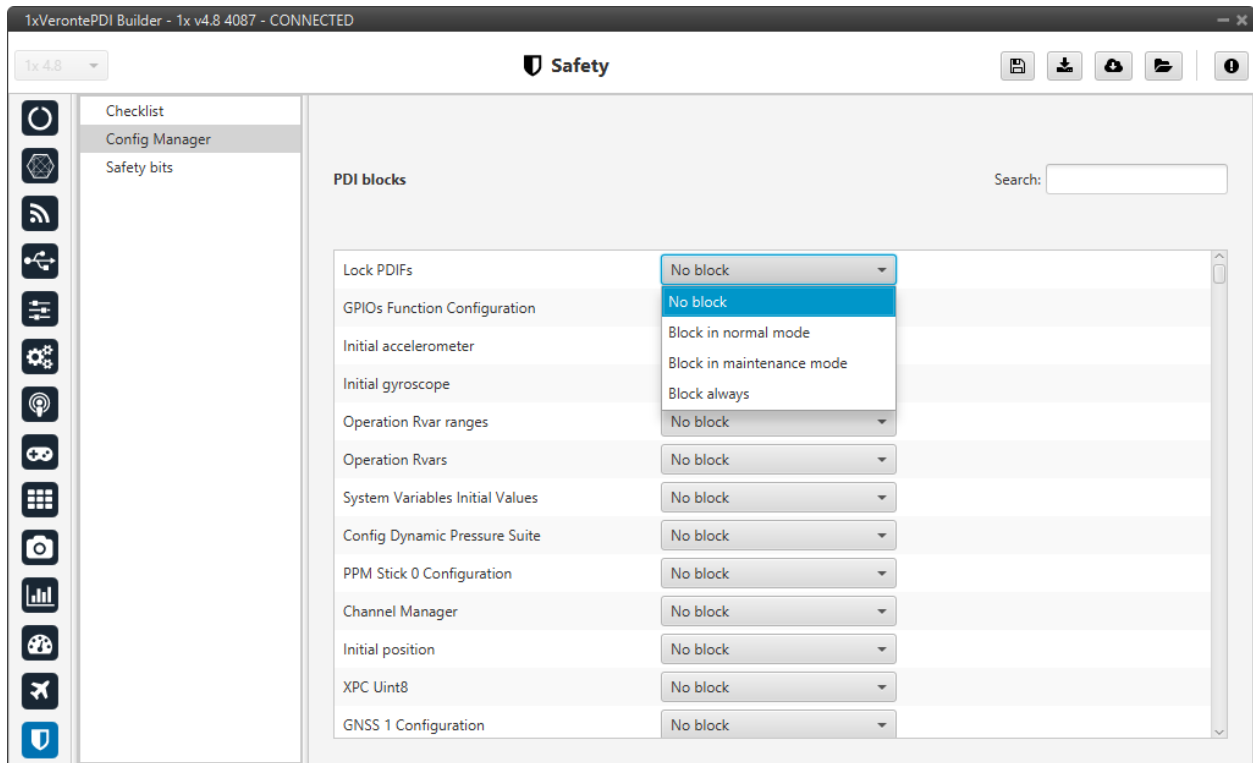 1xVerontePDI Builder - 1x v4.8 4087 - CONNECTED
1x 4.8
Safety
Checklist
Config Manager
Safety bits
PDI blocks
Search:
Lock PDIFs No block
No block
Block in normal mode
Block in maintenance mode
Block always
GPIOs Function Configuration
Initial accelerometer
Initial gyroscope
Operation Rvar ranges No block
Operation Rvars No block
System Variables Initial Values No block
Config Dynamic Pressure Suite No block
PPM Stick 0 Configuration No block
Channel Manager No block
Initial position No block
XPC Uint8 No block
GNSS 1 Configuration No block